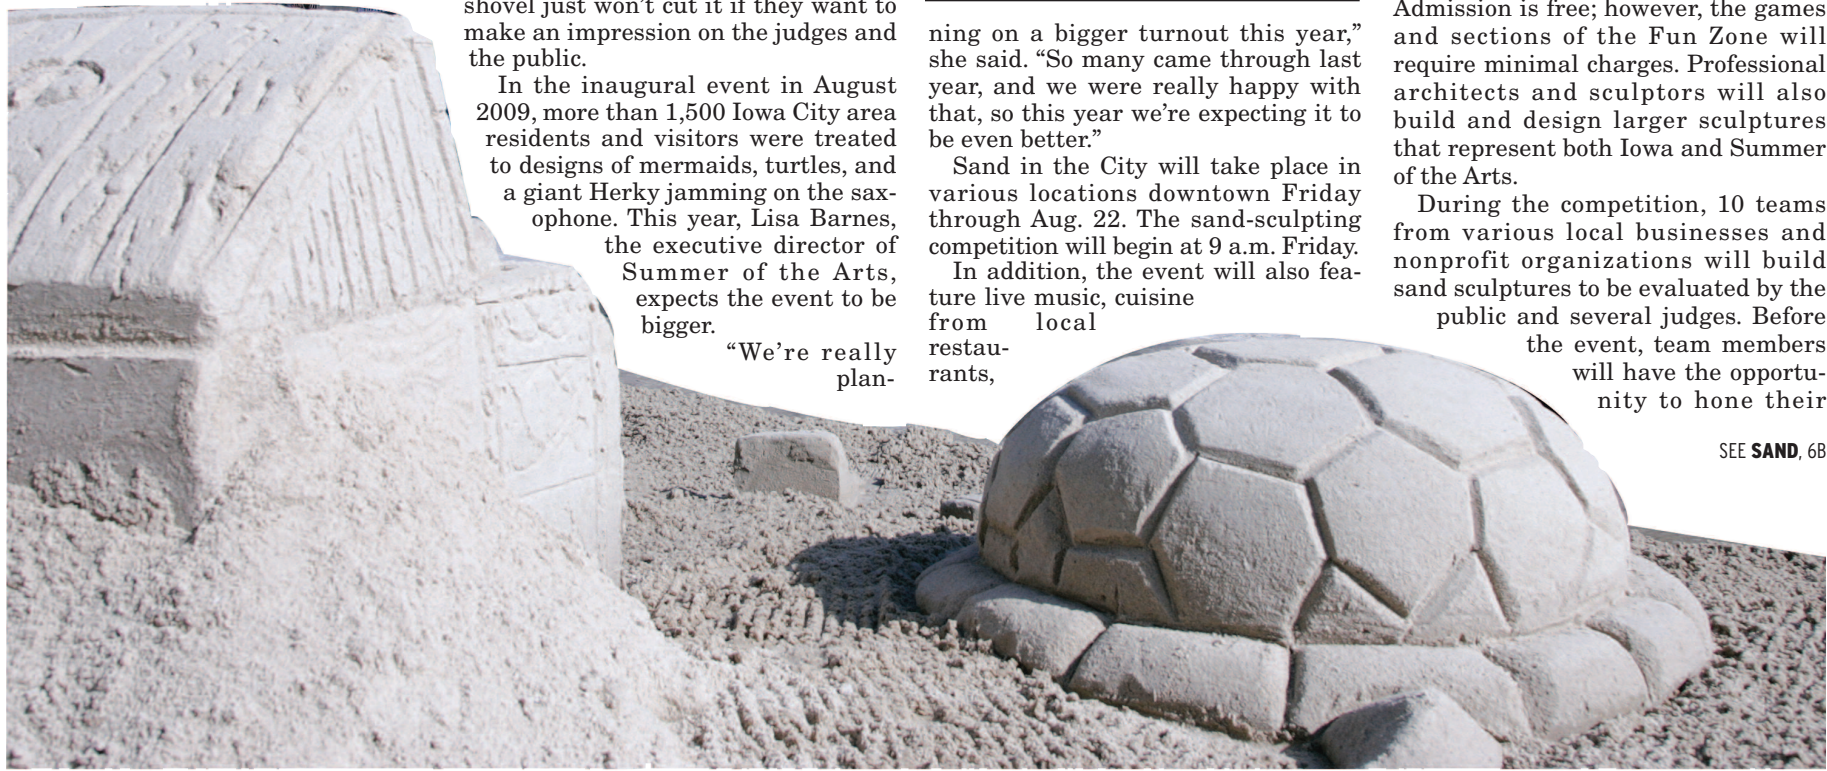 shovel just won't cut it if they want to
make an impression on the judges and
the public.
In the inaugural event in August
2009, more than 1,500 Iowa City area
residents and visitors were treated
to designs of mermaids, turtles, and
a giant Herky jamming on the sax-
ophone. This year, Lisa Barnes,
the executive director of
Summer of the Arts,
expects the event to be
bigger.
“We’re really
plan-
ning on a bigger turnout this year,”
she said. “So many came through last
year, and we were really happy with
that, so this year we’re expecting it to
be even better.”
Sand in the City will take place in
various locations downtown Friday
through Aug. 22. The sand-sculpting
competition will begin at 9 a.m. Friday.
In addition, the event will also fea-
ture live music, cuisine
from local
restau-
rants,
Admission is free; however, the games
and sections of the Fun Zone will
require minimal charges. Professional
architects and sculptors will also
build and design larger sculptures
that represent both Iowa and Summer
of the Arts.
During the competition, 10 teams
from various local businesses and
nonprofit organizations will build
sand sculptures to be evaluated by the
public and several judges. Before
the event, team members
will have the opportu-
nity to hone their
SEE SAND, 6B